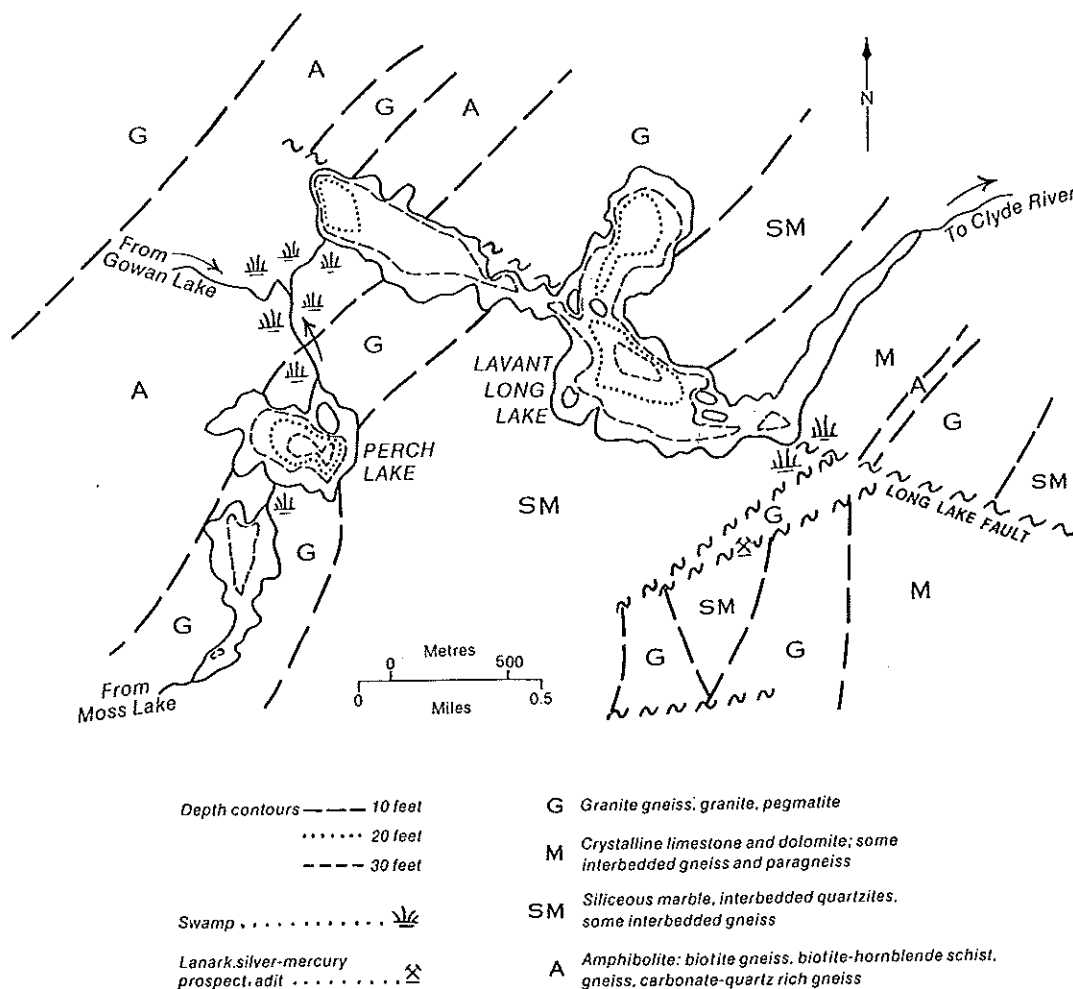 A
G
A
G
G
N
SM
To Clyde River
From
Gowan Lake
G
M
A
G
A
LAVANT
LONG
LAKE
PERCH
LAKE
SM
SM
LONG LAKE FAULT
G
G
SM
M
G
G
G
From
Moss Lake
Metres
0 500
0 0.5
Miles
Depth contours 10 feet
20 feet
30 feet
Swamp . . . . . . . . . . .
Lanark.silver-mercury
prospect, adit . . . . . . . . .
G Granite gneiss, granite, pegmatite
M Crystalline limestone and dolomite; some
interbedded gneiss and paragneiss
SM Siliceous marble, interbedded quartzites,
some interbedded gneiss
A Amphibolite: biotite gneiss, biotite-hornblende schist,
gneiss, carbonate-quartz rich gneiss